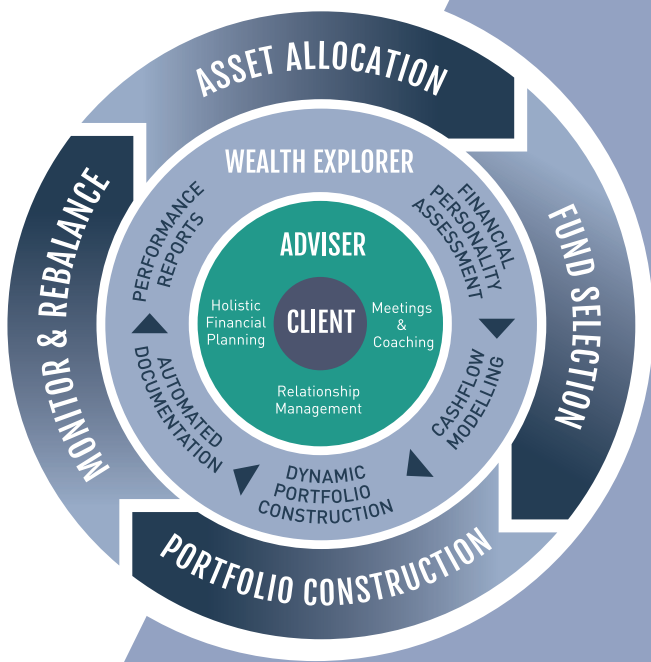 ASSET ALLOCATION
FUND SELECTION
PORTFOLIO CONSTRUCTION
MONITOR & REBALANCE
WEALTH EXPLORER
FINANCIAL
PERSONALITY
ASSESSMENT
CASHFLOW
MODELLING
DYNAMIC
PORTFOLIO
CONSTRUCTION
AUTOMATED
DOCUMENTATION
PERFORMANCE
REPORTS
ADVISER
Holistic
Financial
Planning
CLIENT
Meetings
&
Coaching
Relationship
Management